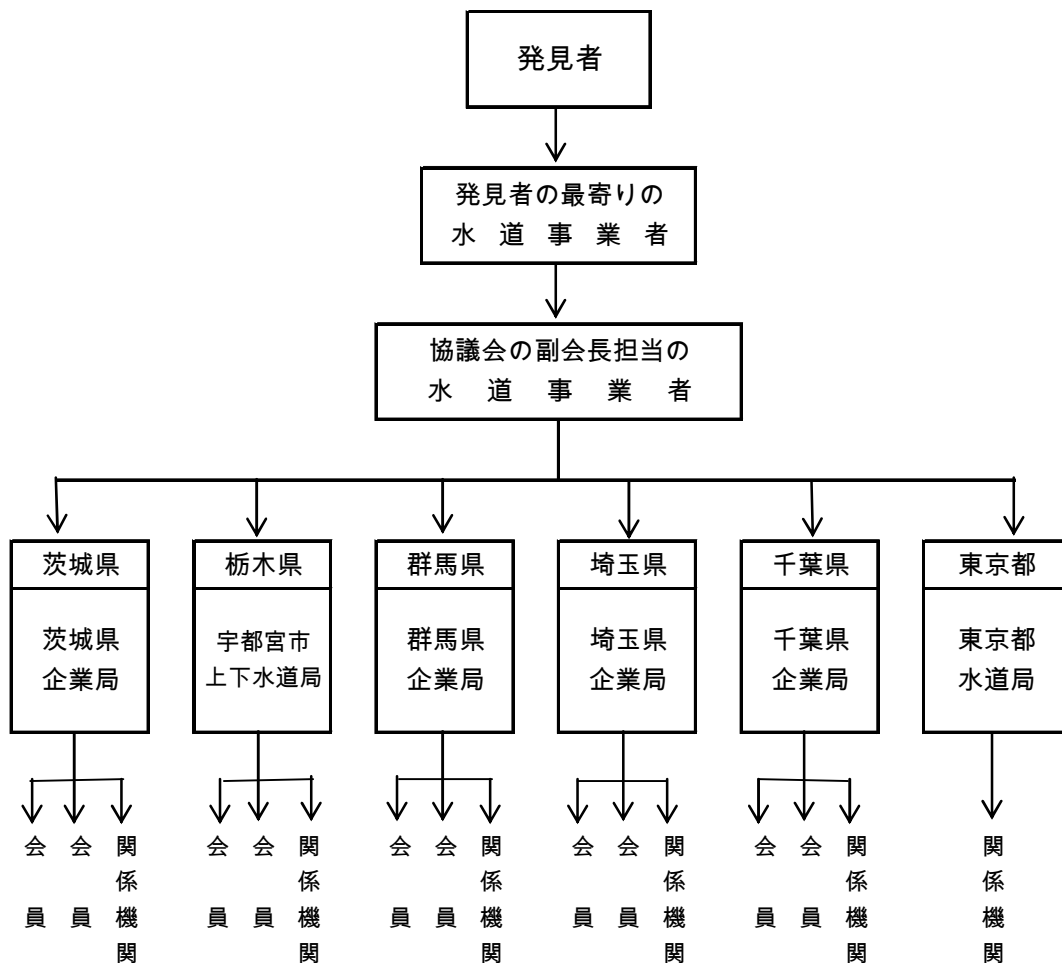 発見者
発見者の最寄りの
水道事業者
協議会の副会長担当の
水道事業者
茨城県
栃木県
群馬県
埼玉県
千葉県
東京都
茨城県
企業局
宇都宮市
上下水道局
群馬県
企業局
埼玉県
企業局
千葉県
企業局
東京都
水道局
会員
会員
関係機関
会員
会員
関係機関
会員
会員
関係機関
会員
会員
関係機関
会員
会員
関係機関
関係機関